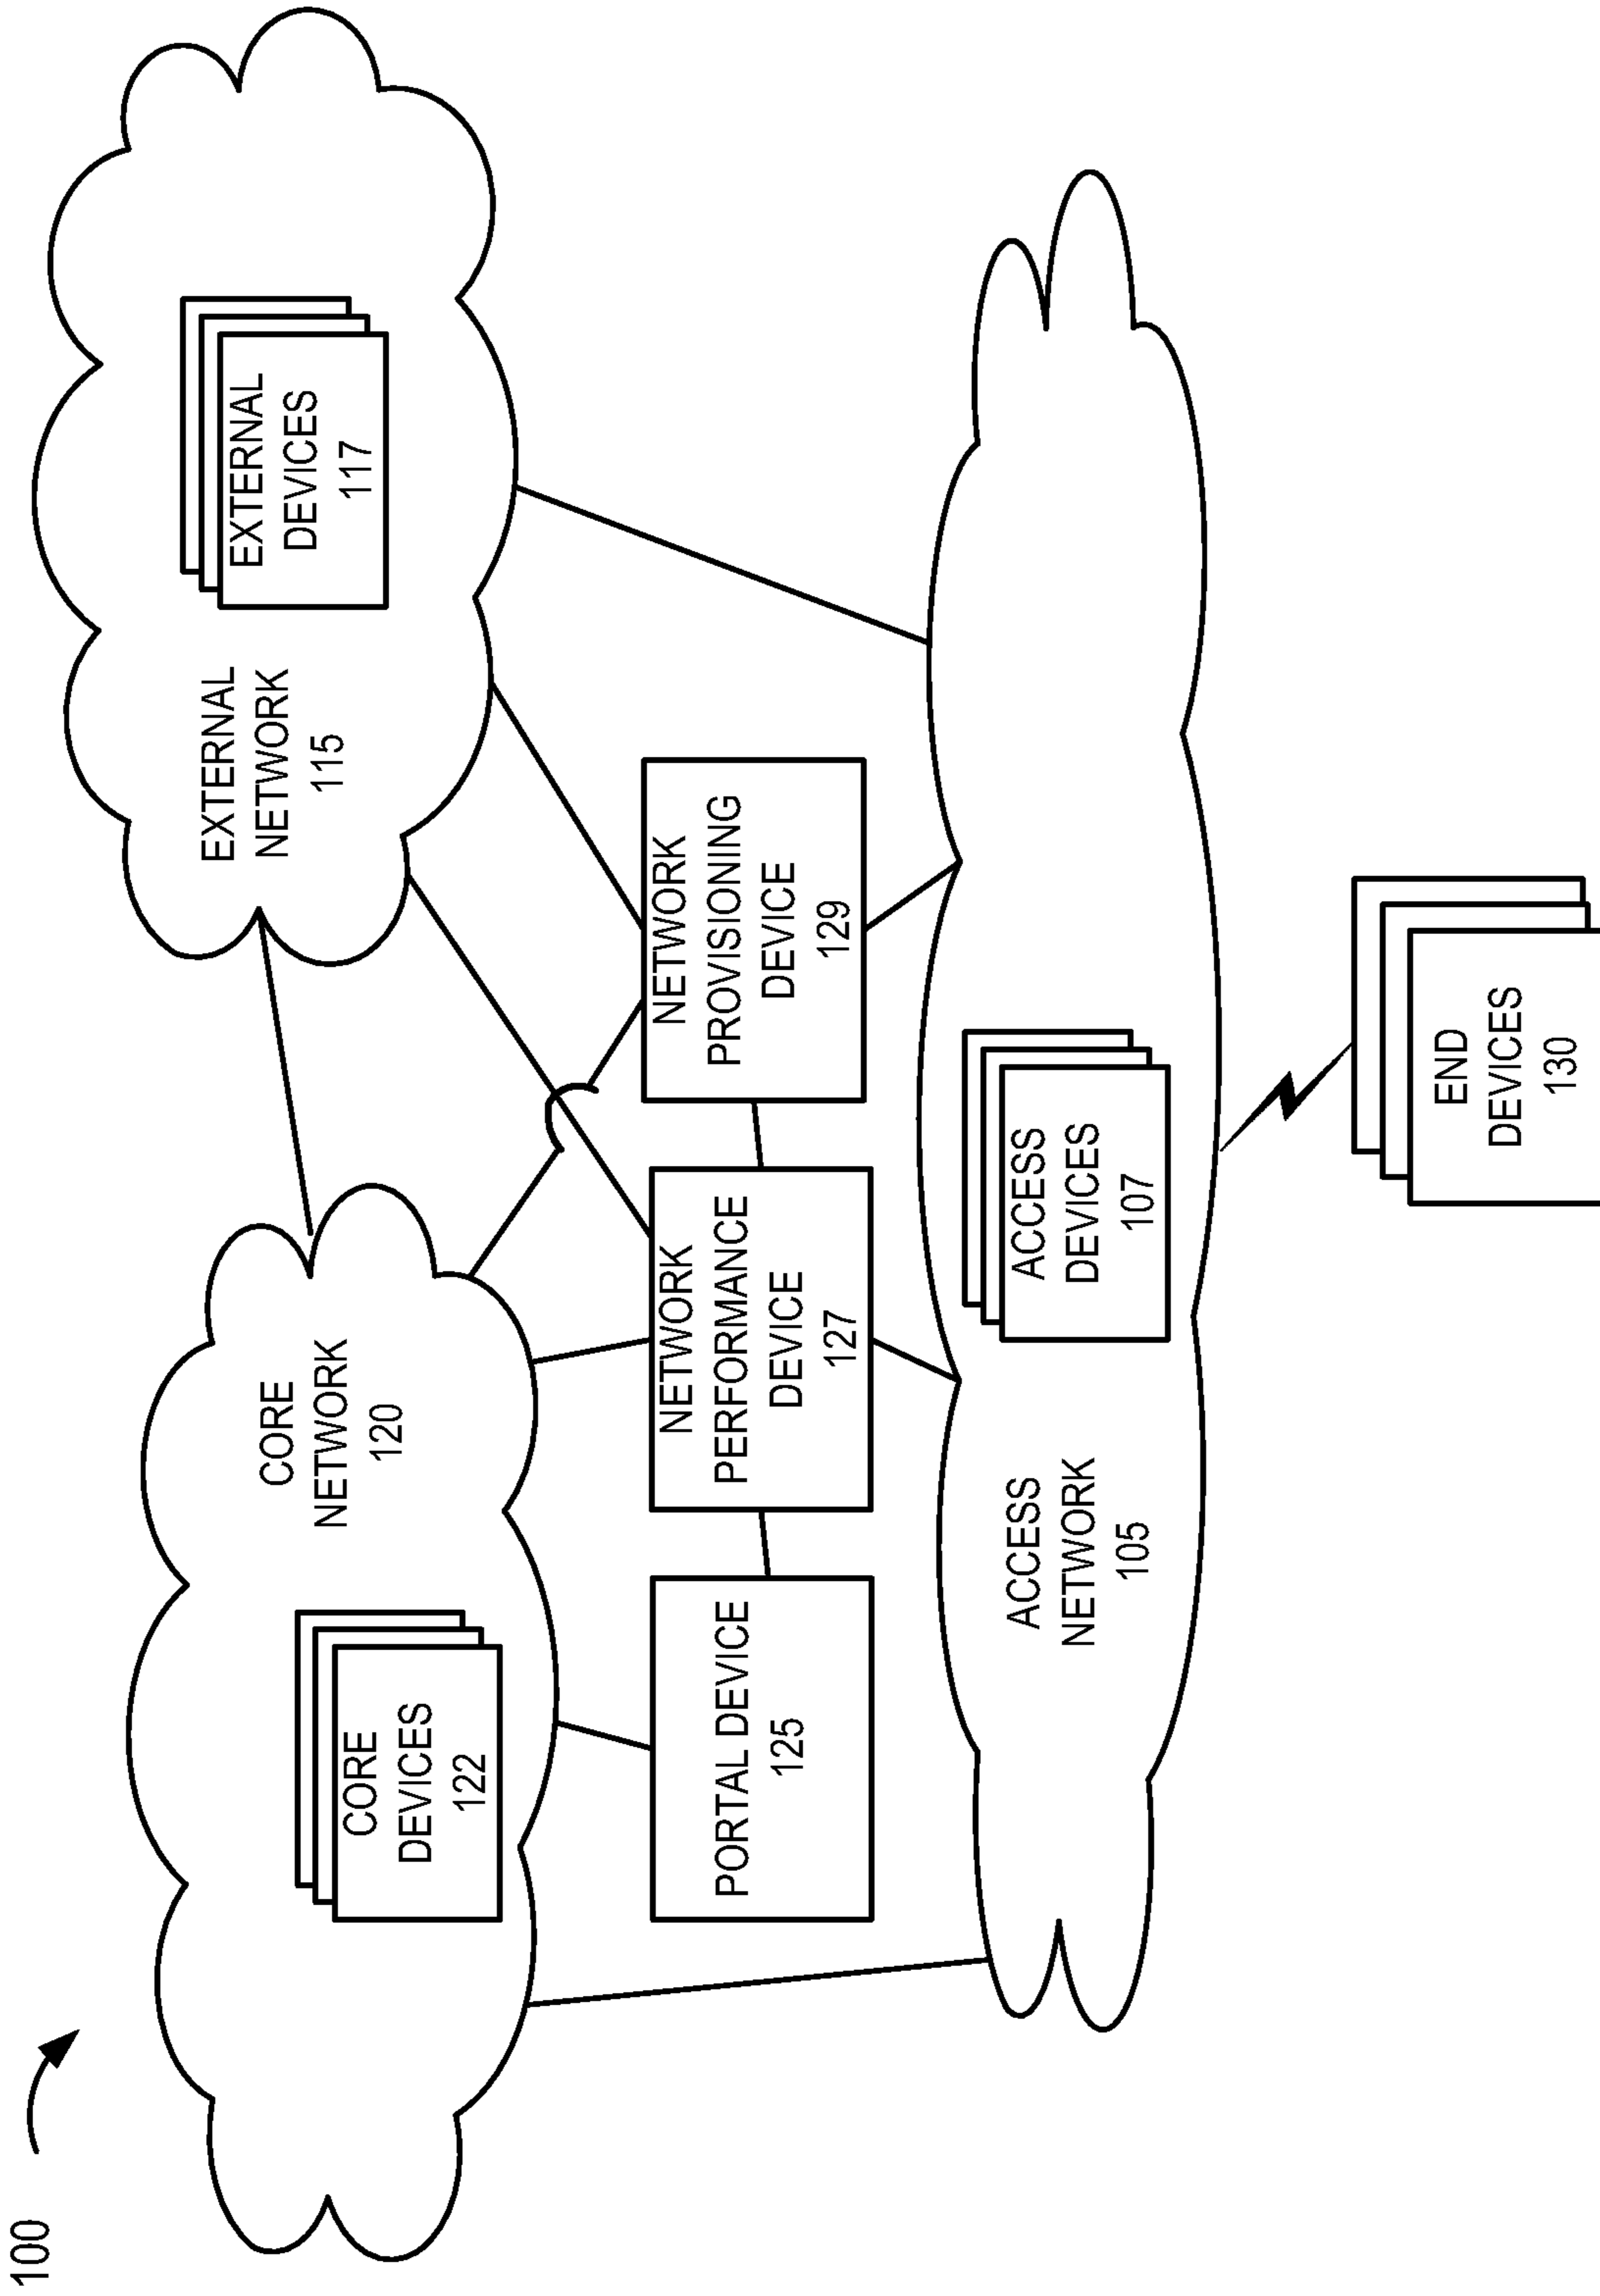 100
CORE
NETWORK
120
CORE
DEVICES
122
EXTERNAL
NETWORK
115
EXTERNAL
DEVICES
117
PORTAL DEVICE
125
NETWORK
PERFORMANCE
DEVICE
127
NETWORK
PROVISIONING
DEVICE
129
ACCESS
NETWORK
105
ACCESS
DEVICES
107
END
DEVICES
130